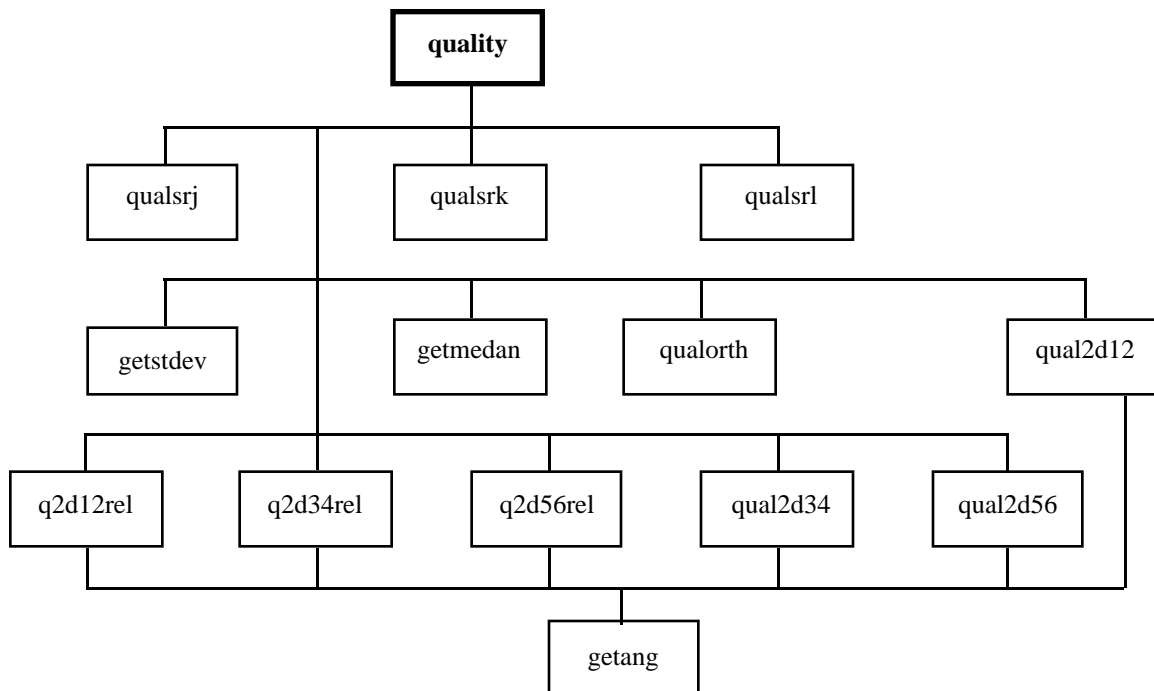 quality
qualsrj
qualsrk
qualsrl
getstdev
getmedan
qualorth
qual2d12
q2d12rel
q2d34rel
q2d56rel
qual2d34
qual2d56
getang